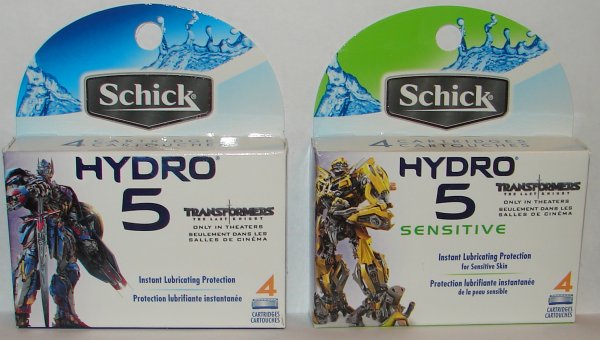 Schick®
4 CARTRIDGES
CARTOUCHES
HYDRO®
5
TRANSFORMERS
THE LAST KNIGHT
ONLY IN THEATERS
SEULEMENT DANS LES
SALLES DE CINÉMA
Instant Lubricating Protection
Protection lubrifiante instantanée
4
CARTRIDGES
CARTOUCHES
Schick®
4 CARTRIDGES
CARTOUCHES
HYDRO®
5
SENSITIVE
TRANSFORMERS
THE LAST KNIGHT
ONLY IN THEATERS
SEULEMENT DANS LES
SALLES DE CINÉMA
Instant Lubricating Protection
for Sensitive Skin
Protection lubrifiante instantanée
de la peau sensible
4
CARTRIDGES
CARTOUCHES